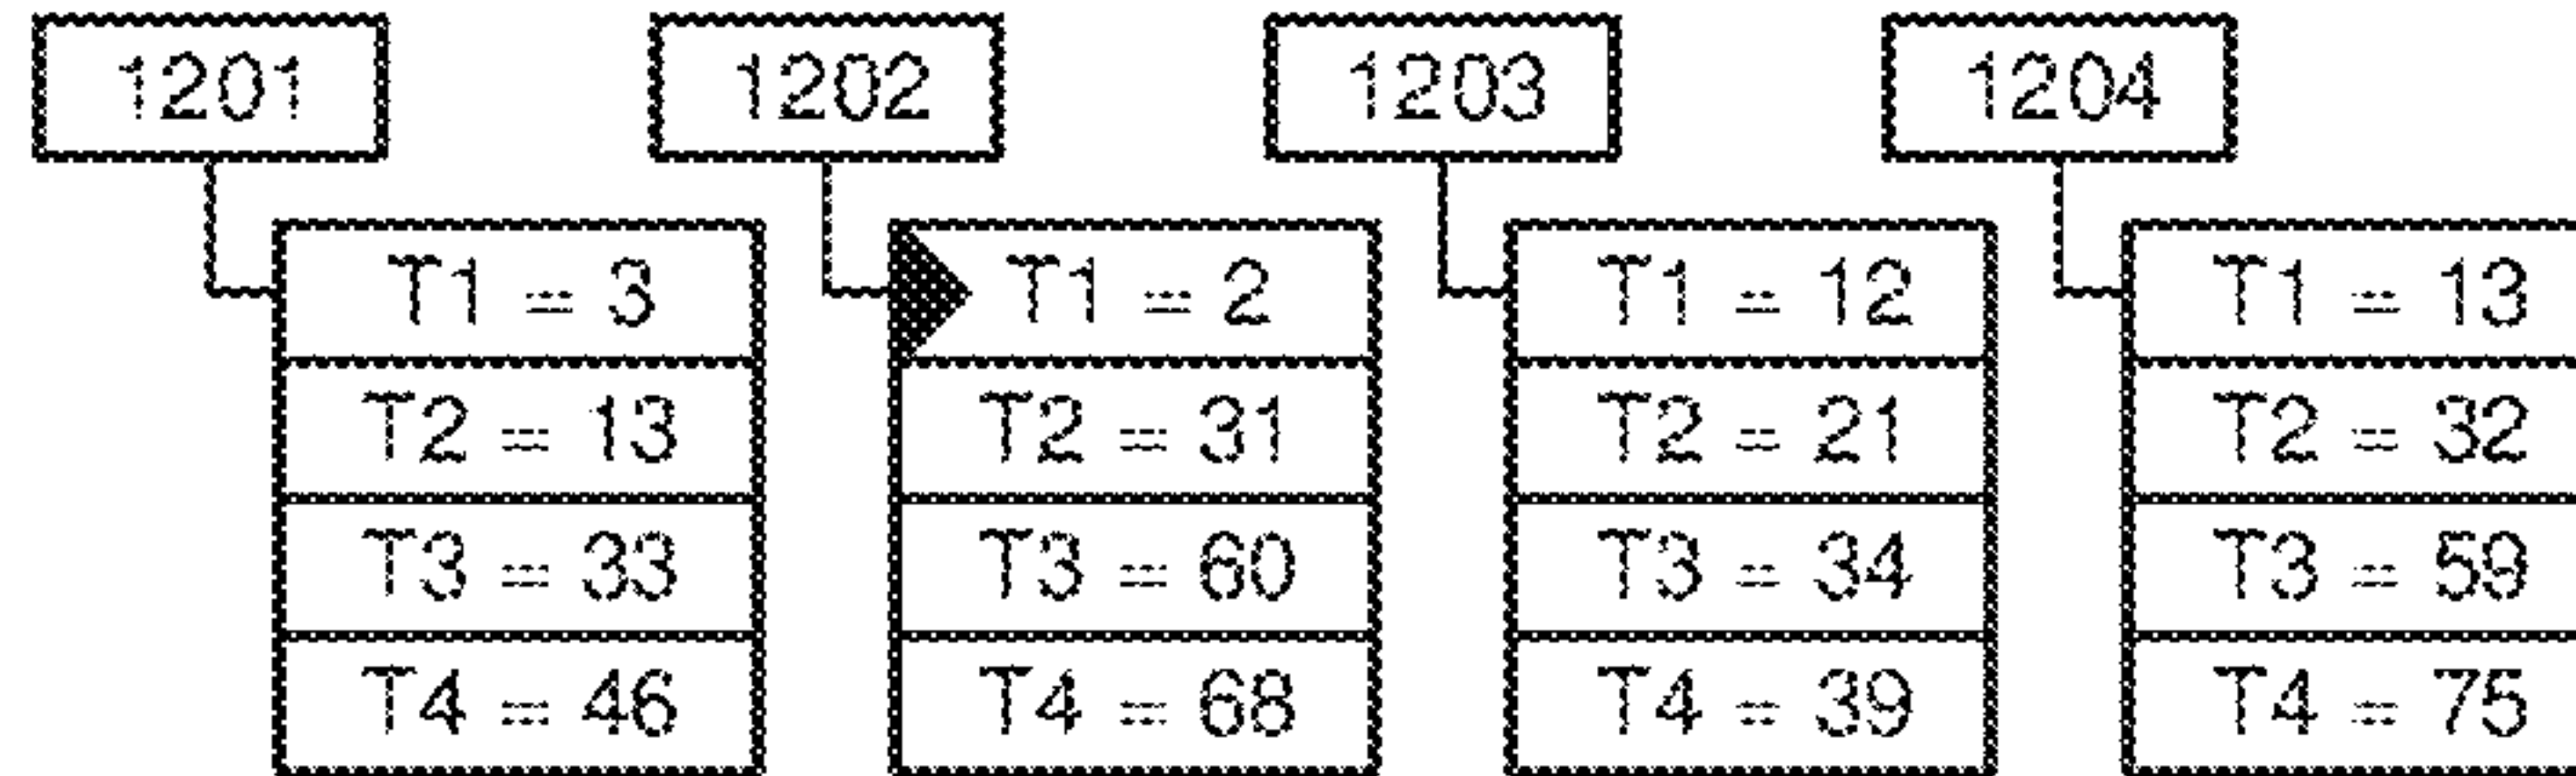 1201 1202 1203 1204
T1 = 3 T1 = 2 T1 = 12 T1 = 13
T2 = 13 T2 = 31 T2 = 21 T2 = 32
T3 = 33 T3 = 60 T3 = 34 T3 = 59
T4 = 46 T4 = 68 T4 = 39 T4 = 75